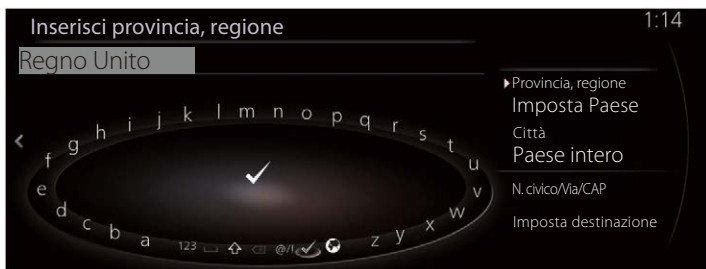 Inserisci provincia, regione
1:14
Regno Unito
Provincia, regione
Imposta Paese
Città
Paese intero
N. civico/Via/CAP
Imposta destinazione
a b c d e f g h i j k l m n o p q r s t u v w x y z
123 @/!